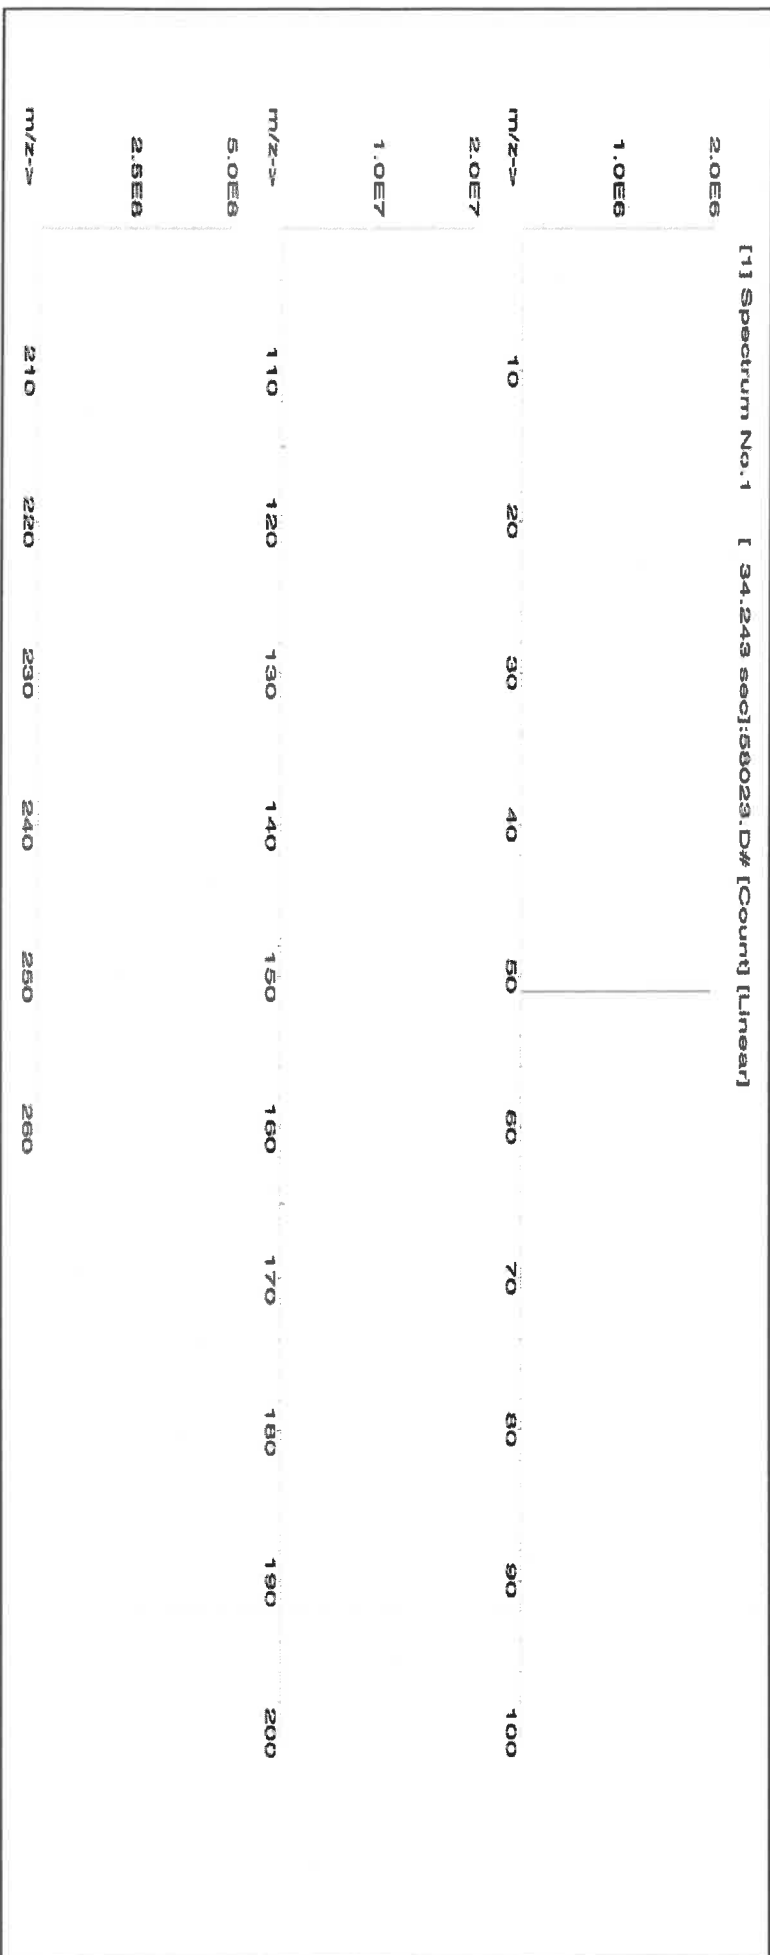 [1] Spectrum No.1 [ 34.243 sec]:58023.D# [Count] [Linear]
2.0E6
1.0E6
m/z-> 10 20 30 40 50 60 70 80 90 100
2.0E7
1.0E7
m/z-> 110 120 130 140 150 160 170 180 190 200
5.0E8
2.5E8
m/z-> 210 220 230 240 250 260